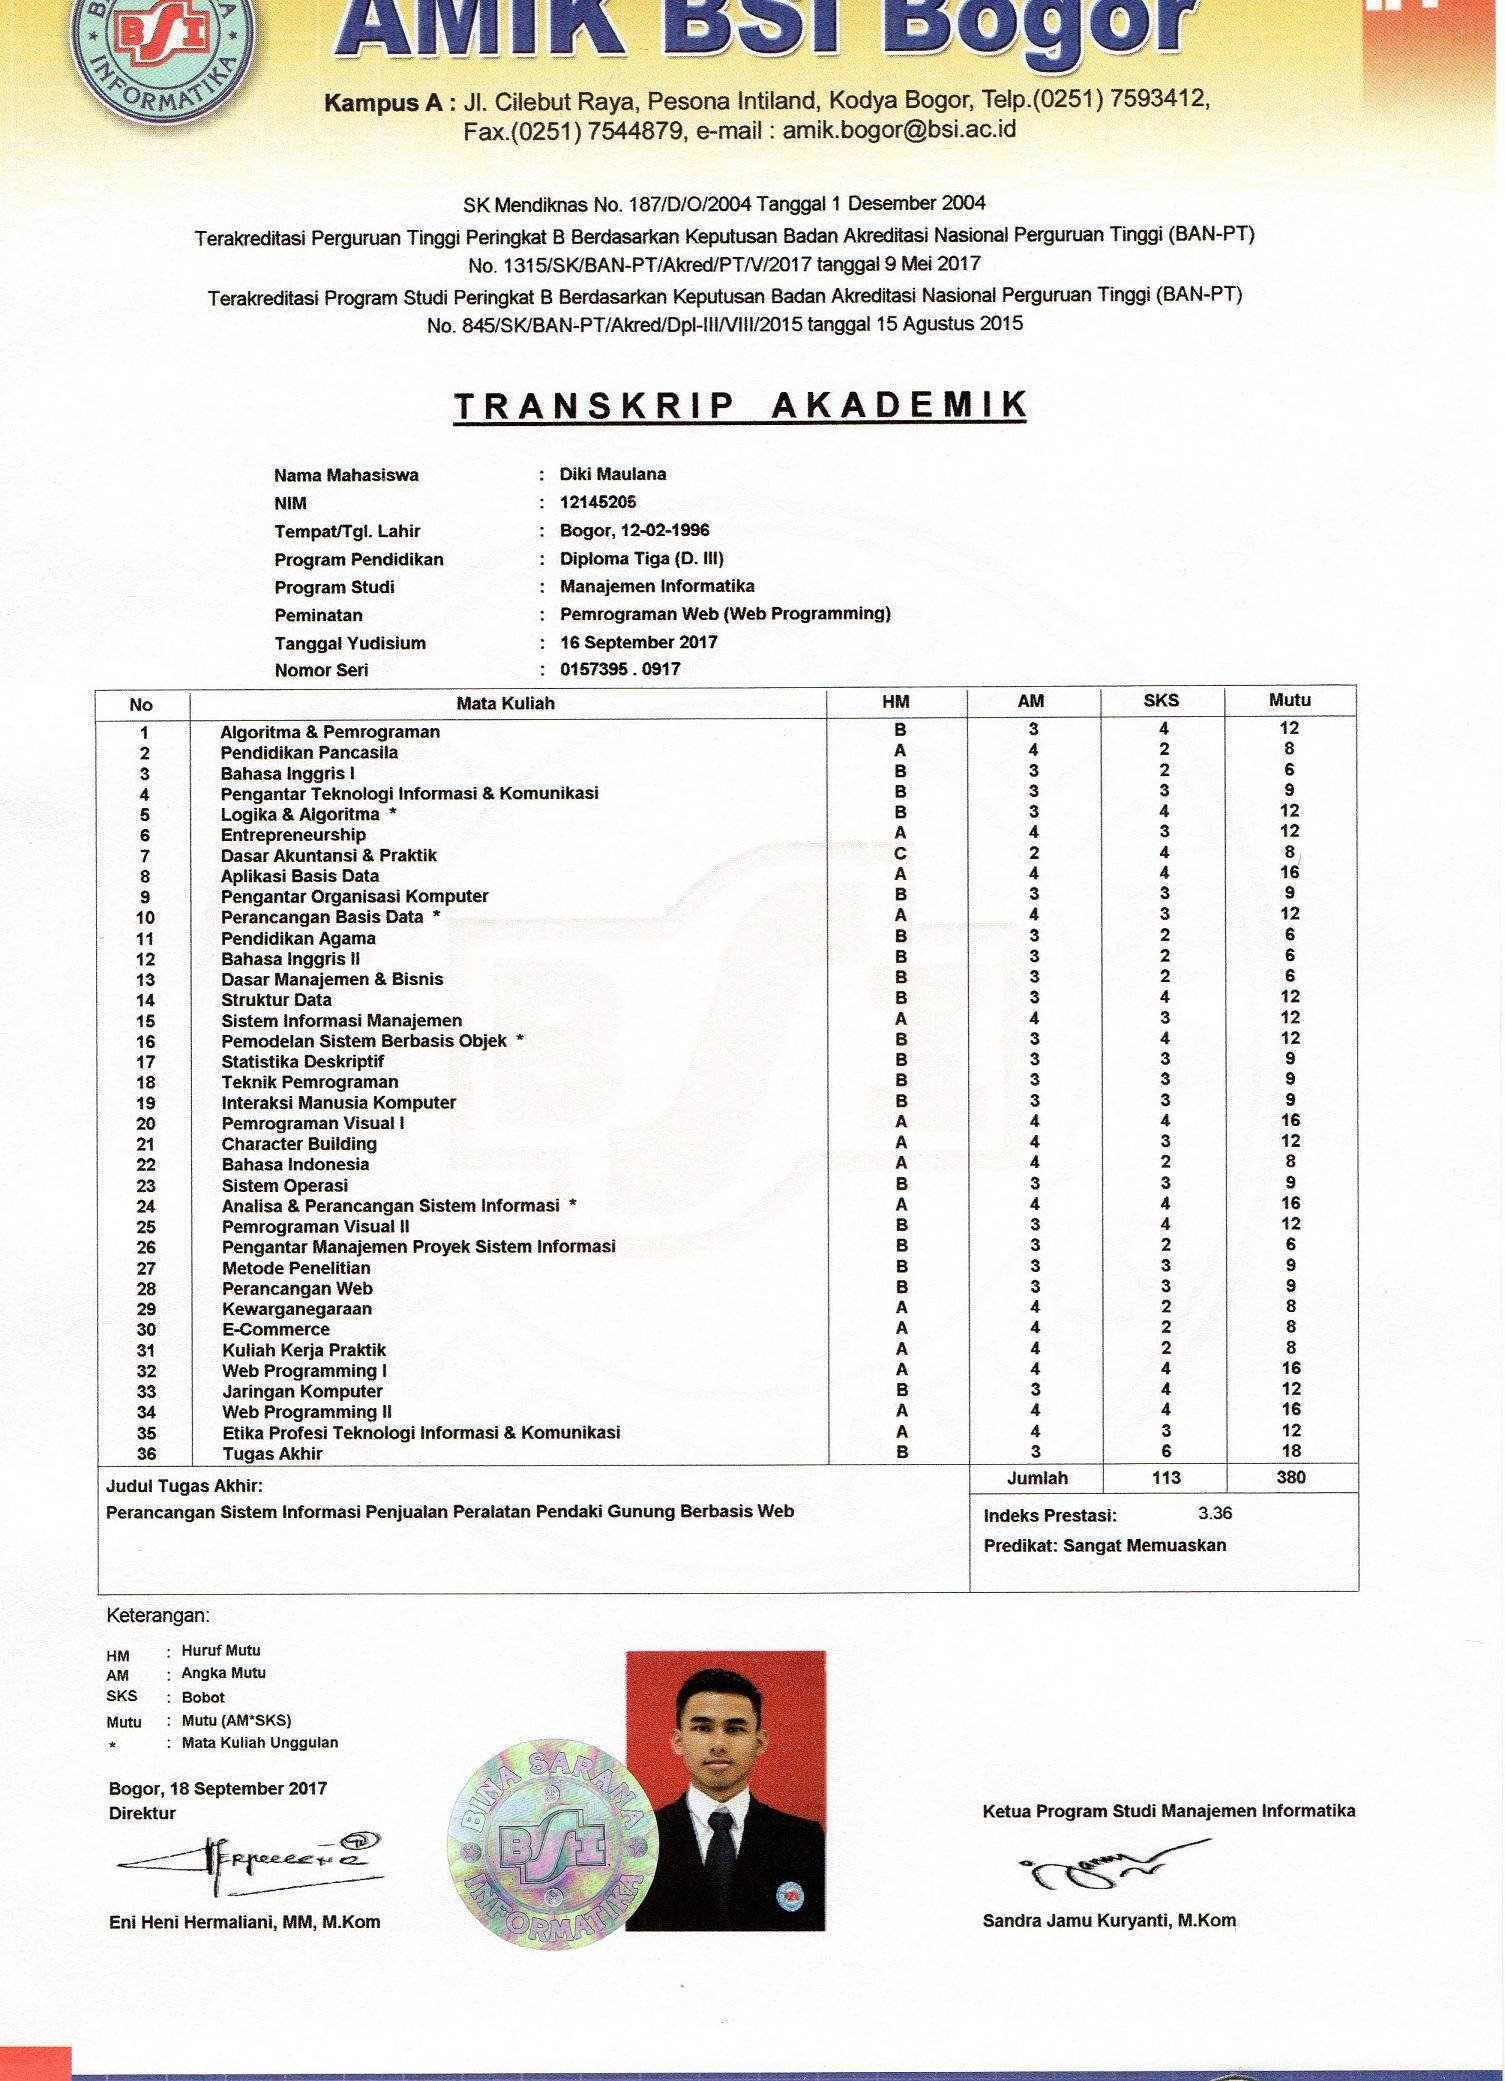 AMIK BSI Bogor
BSI
INFORMATIKA
Kampus A : Jl. Cilebut Raya, Pesona Intiland, Kodya Bogor, Telp.(0251) 7593412,
Fax.(0251) 7544879, e-mail : amik.bogor@bsi.ac.id
SK Mendiknas No. 187/D/O/2004 Tanggal 1 Desember 2004
Terakreditasi Perguruan Tinggi Peringkat B Berdasarkan Keputusan Badan Akreditasi Nasional Perguruan Tinggi (BAN-PT)
No. 1315/SK/BAN-PT/Akred/PT/V/2017 tanggal 9 Mei 2017
Terakreditasi Program Studi Peringkat B Berdasarkan Keputusan Badan Akreditasi Nasional Perguruan Tinggi (BAN-PT)
No. 845/SK/BAN-PT/Akred/Dpl-III/VIII/2015 tanggal 15 Agustus 2015
TRANSKRIP AKADEMIK
Nama Mahasiswa : Diki Maulana
NIM : 12145205
Tempat/Tgl. Lahir : Bogor, 12-02-1996
Program Pendidikan : Diploma Tiga (D. III)
Program Studi : Manajemen Informatika
Peminatan : Pemrograman Web (Web Programming)
Tanggal Yudisium : 16 September 2017
Nomor Seri : 0157395 . 0917
No Mata Kuliah HM AM SKS Mutu
1 Algoritma & Pemrograman B 3 4 12
2 Pendidikan Pancasila A 4 2 8
3 Bahasa Inggris I B 3 2 6
4 Pengantar Teknologi Informasi & Komunikasi B 3 3 9
5 Logika & Algoritma * B 3 4 12
6 Entrepreneurship A 4 3 12
7 Dasar Akuntansi & Praktik C 2 4 8
8 Aplikasi Basis Data A 4 4 16
9 Pengantar Organisasi Komputer B 3 3 9
10 Perancangan Basis Data * A 4 3 12
11 Pendidikan Agama B 3 2 6
12 Bahasa Inggris II B 3 2 6
13 Dasar Manajemen & Bisnis B 3 2 6
14 Struktur Data B 3 4 12
15 Sistem Informasi Manajemen A 4 3 12
16 Pemodelan Sistem Berbasis Objek * B 3 4 12
17 Statistika Deskriptif B 3 3 9
18 Teknik Pemrograman B 3 3 9
19 Interaksi Manusia Komputer B 3 3 9
20 Pemrograman Visual I A 4 4 16
21 Character Building A 4 3 12
22 Bahasa Indonesia A 4 2 8
23 Sistem Operasi B 3 3 9
24 Analisa & Perancangan Sistem Informasi * A 4 4 16
25 Pemrograman Visual II B 3 4 12
26 Pengantar Manajemen Proyek Sistem Informasi B 3 2 6
27 Metode Penelitian B 3 3 9
28 Perancangan Web B 3 3 9
29 Kewarganegaraan A 4 2 8
30 E-Commerce A 4 2 8
31 Kuliah Kerja Praktik A 4 2 8
32 Web Programming I A 4 4 16
33 Jaringan Komputer B 3 4 12
34 Web Programming II A 4 4 16
35 Etika Profesi Teknologi Informasi & Komunikasi A 4 3 12
36 Tugas Akhir B 3 6 18
Jumlah 113 380
Judul Tugas Akhir:
Perancangan Sistem Informasi Penjualan Peralatan Pendaki Gunung Berbasis Web
Indeks Prestasi: 3.36
Predikat: Sangat Memuaskan
Keterangan:
HM : Huruf Mutu
AM : Angka Mutu
SKS : Bobot
Mutu : Mutu (AM*SKS)
* : Mata Kuliah Unggulan
Bogor, 18 September 2017
Direktur
Eni Heni Hermaliani, MM, M.Kom
BINA SARANA
BSI
INFORMATIKA
Ketua Program Studi Manajemen Informatika
Sandra Jamu Kuryanti, M.Kom